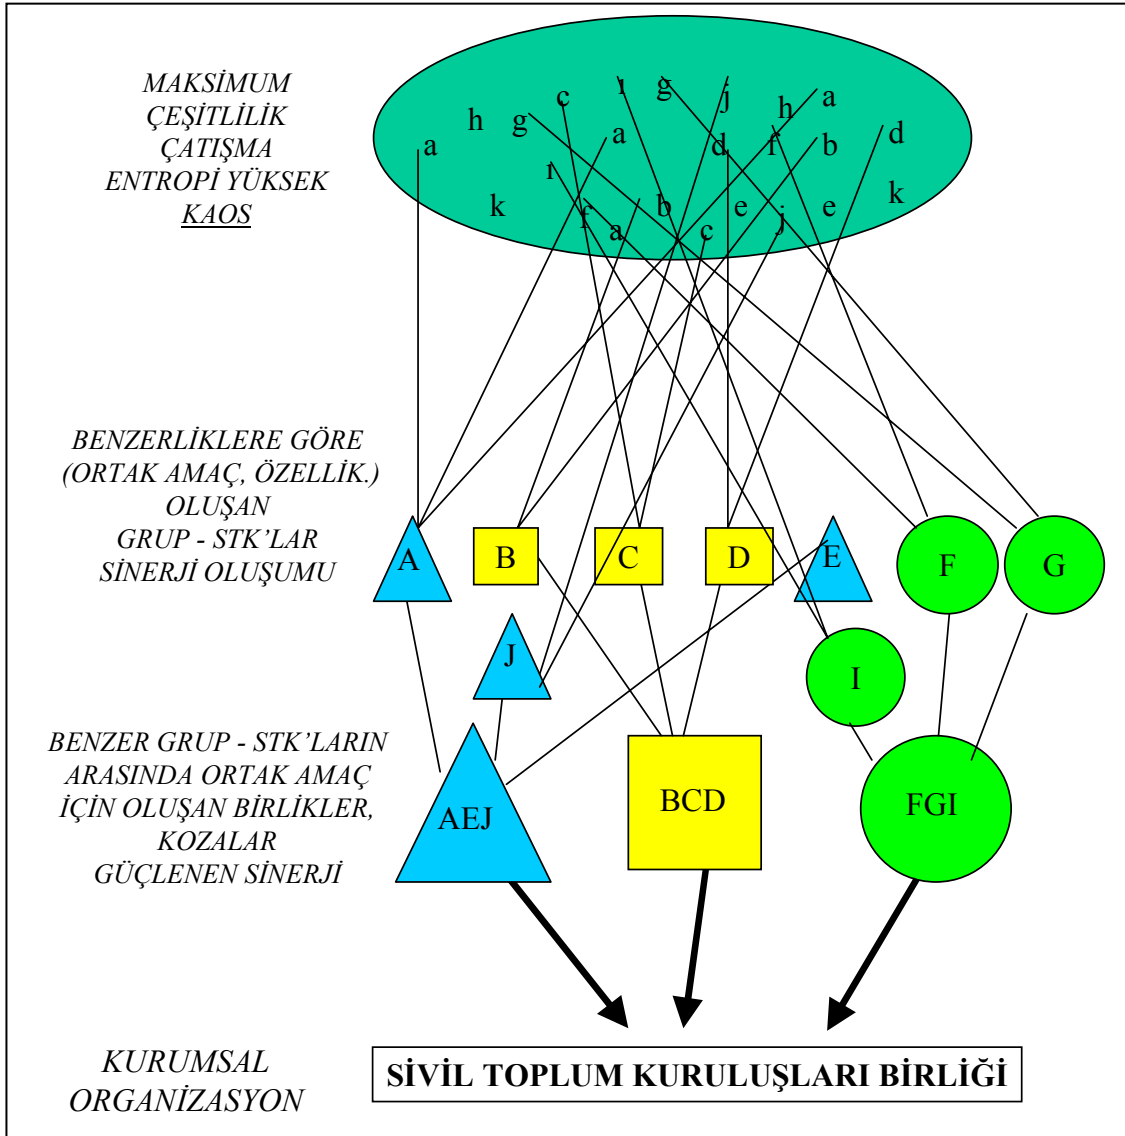 MAKSİMUM
ÇEŞİTLİLİK
ÇATIŞMA
ENTROPİ YÜKSEK
KAOS
a h g c ı g j h a
a d f b d
ı
k f a b c e j e k
BENZERLİKLERE GÖRE
(ORTAK AMAÇ, ÖZELLİK.)
OLUŞAN
GRUP - STK’LAR
SİNERJİ OLUŞUMU
A B C D E F G
J I
BENZER GRUP - STK’LARIN
ARASINDA ORTAK AMAÇ
İÇİN OLUŞAN BİRLİKLER,
KOZALAR
GÜÇLENEN SİNERJİ
AEJ BCD FGI
KURUMSAL
ORGANİZASYON
SİVİL TOPLUM KURULUŞLARI BİRLİĞİ